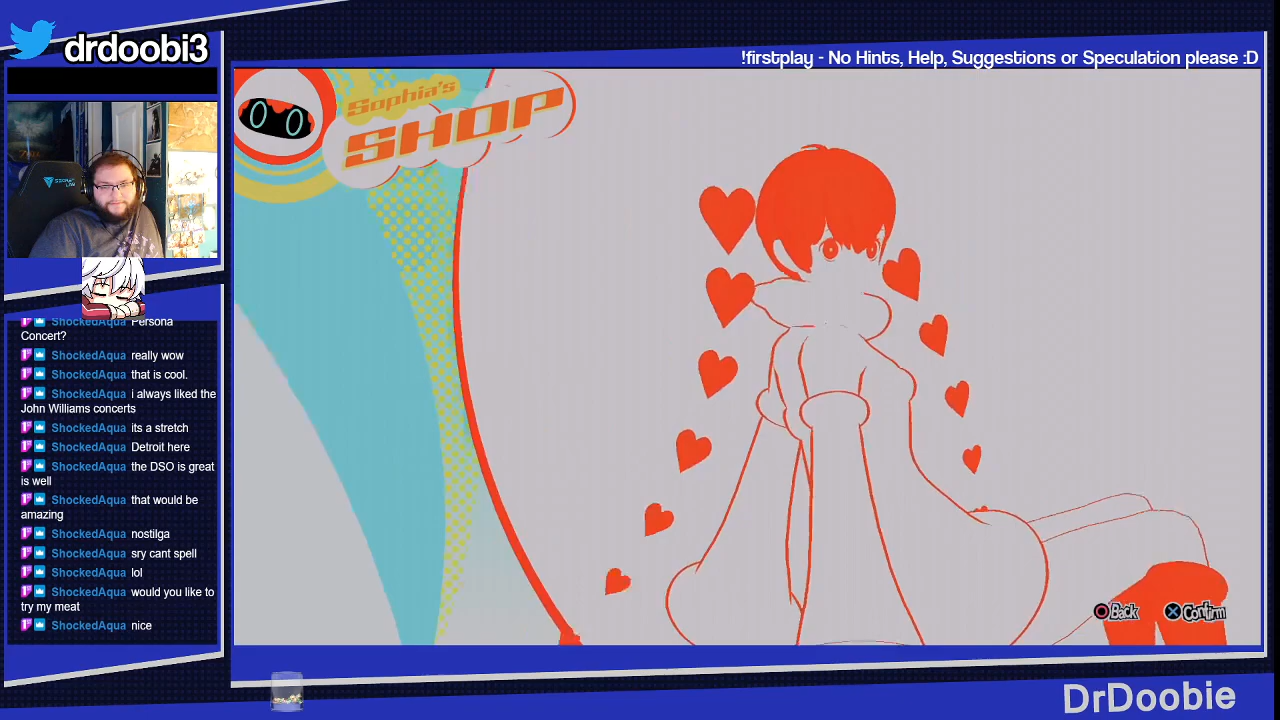 drdoobi3
!firstplay - No Hints, Help, Suggestions or Speculation please :D
Sophia's
SHOP
SECRETLAB
ShockedAqua Persona
Concert?
ShockedAqua really wow
ShockedAqua that is cool.
ShockedAqua i always liked the
John Williams concerts
ShockedAqua its a stretch
ShockedAqua Detroit here
ShockedAqua the DSO is great
is well
ShockedAqua that would be
amazing
ShockedAqua nostilga
ShockedAqua sry cant spell
ShockedAqua lol
ShockedAqua would you like to
try my meat
ShockedAqua nice
Back Confirm
DrDoobie